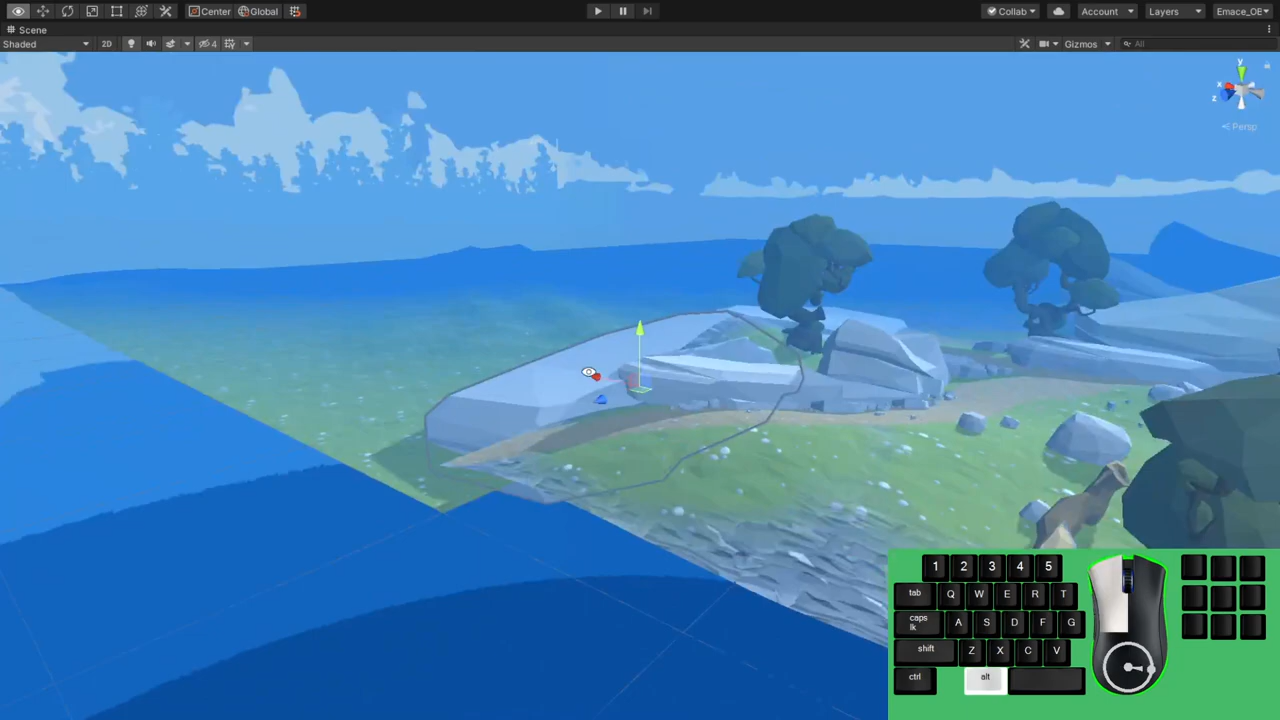 Center Global Collab Account Layers Emace_OE
Scene
Shaded 2D 4 Gizmos All
y
x
z
Persp
1 2 3 4 5
tab Q W E R T
caps lk A S D F G
shift Z X C V
ctrl alt